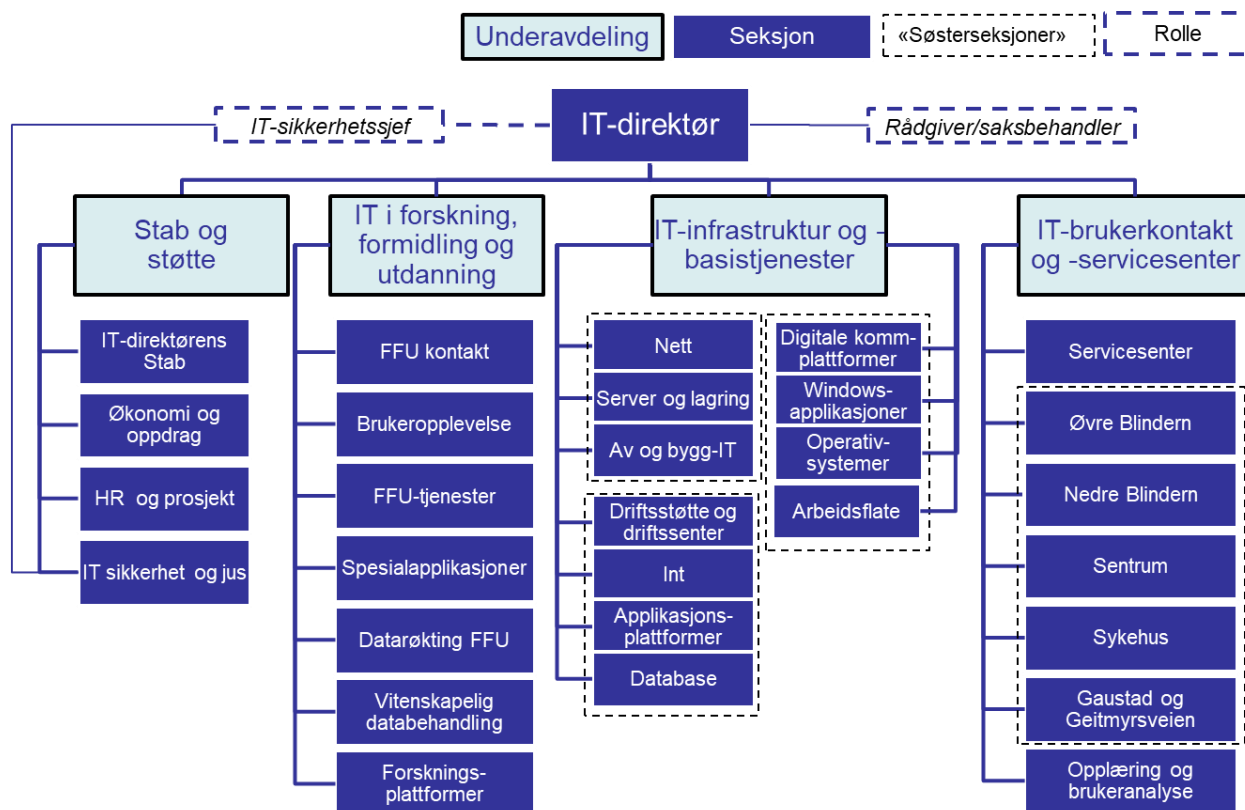 Underavdeling
Seksjon
«Søsterseksjoner»
Rolle
IT-sikkerhetssjef
IT-direktør
Rådgiver/saksbehandler
Stab og
støtte
IT-direktørens
Stab
Økonomi og
oppdrag
HR og prosjekt
IT sikkerhet og jus
IT i forskning,
formidling og
utdanning
FFU kontakt
Brukeropplevelse
FFU-tjenester
Spesialapplikasjoner
Datarøkting FFU
Vitenskapelig
databehandling
Forsknings-
plattformer
IT-infrastruktur og -
basistjenester
Nett
Server og lagring
Av og bygg-IT
Driftsstøtte og
driftssenter
Int
Applikasjons-
plattformer
Database
Digitale komm-
plattformer
Windows-
applikasjoner
Operativ-
systemer
Arbeidsflate
IT-brukerkontakt
og -servicesenter
Servicesenter
Øvre Blindern
Nedre Blindern
Sentrum
Sykehus
Gaustad og
Geitmyrsveien
Opplæring og
brukeranalyse